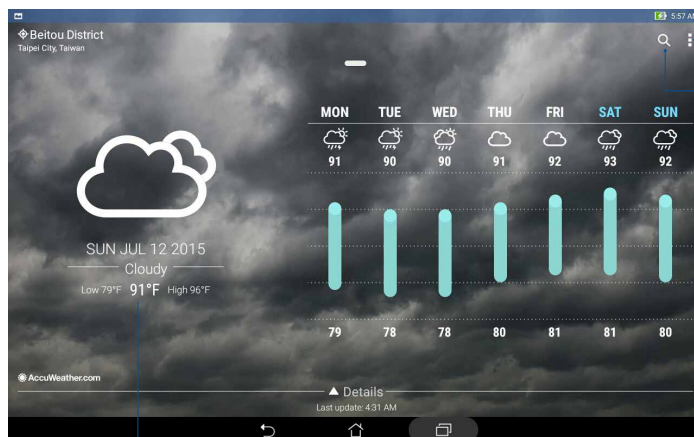 5:57 AM
Beitou District
Taipei City, Taiwan
MON TUE WED THU FRI SAT SUN
91 90 90 91 92 93 92
SUN JUL 12 2015
Cloudy
Low 79°F 91°F High 96°F
79 78 78 80 81 81 80
AccuWeather.com
Details
Last update: 4:31 AM